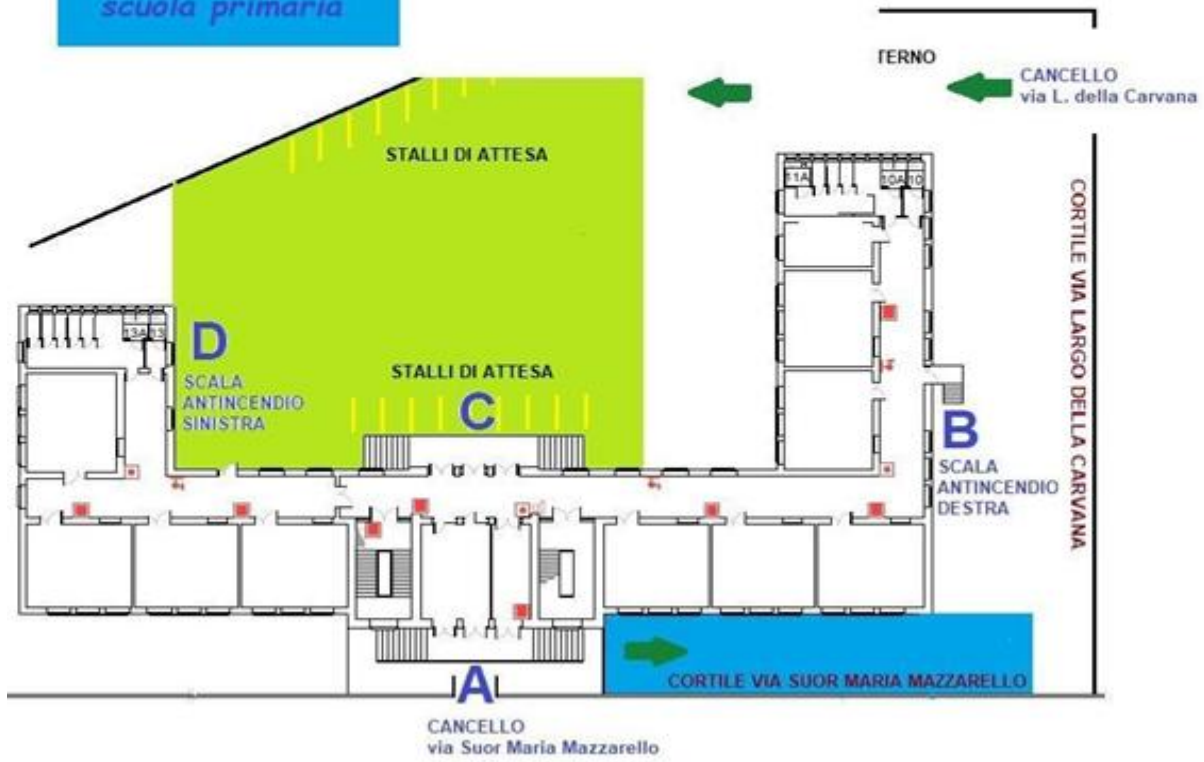 scuola primaria
TERNO
CANCELLO
via L. della Carvana
STALLI DI ATTESA
11A
10A 10
CORTILE VIA LARGO DELLA CARVANA
13A 13
D
SCALA
ANTINCENDIO
SINISTRA
STALLI DI ATTESA
C
B
SCALA
ANTINCENDIO
DESTRA
CORTILE VIA SUOR MARIA MAZZARELLO
A
CANCELLO
via Suor Maria Mazzarello